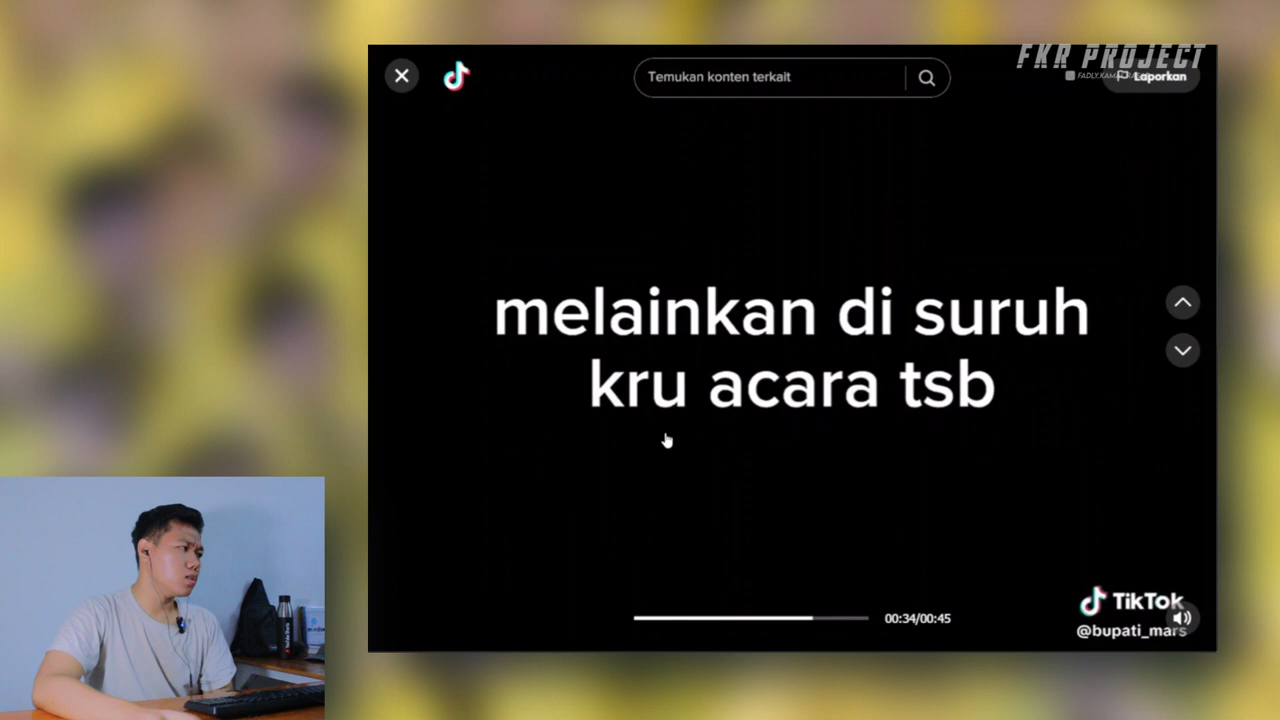 FKR PROJECT
Temukan konten terkait
Laporkan
melainkan di suruh
kru acara tsb
00:34/00:45
TikTok
@bupati_mars